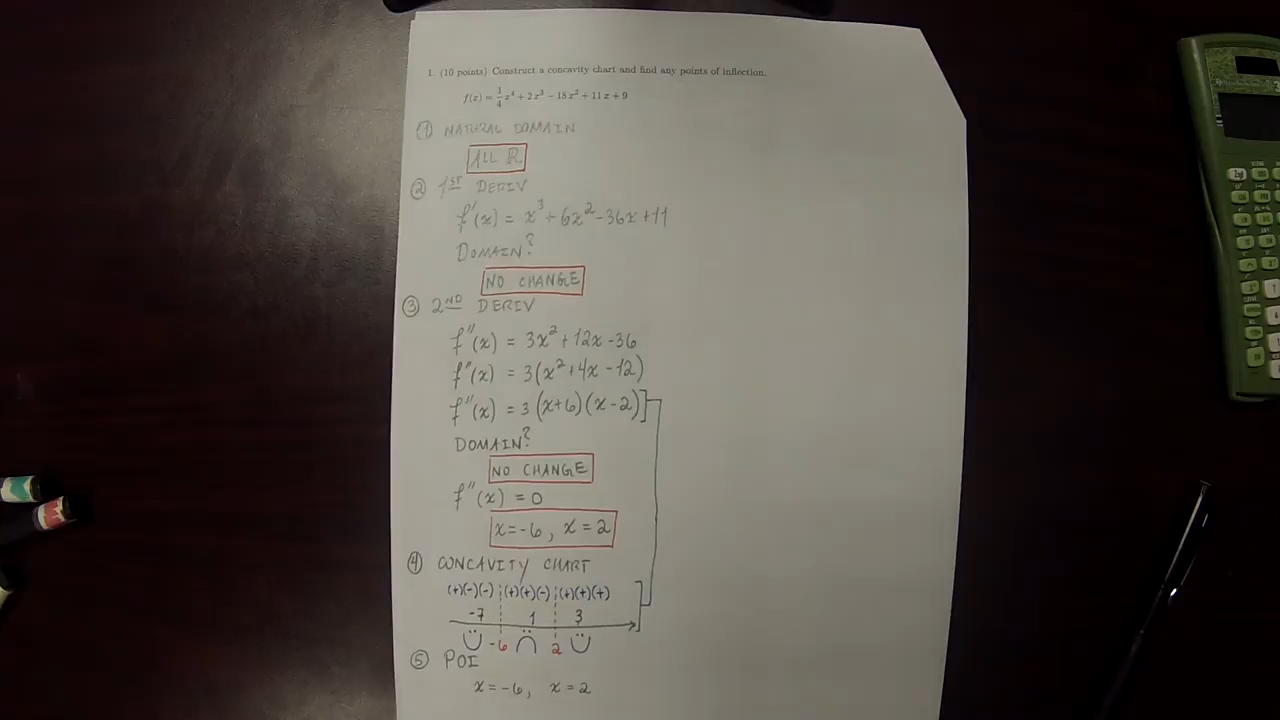 1. (10 points) Construct a concavity chart and find any points of inflection.
f(x) = 1/4 x⁴ + 2x³ − 18x² + 11x + 9
① NATURAL DOMAIN
ALL ℝ
② 1ST DERIV
f'(x) = x³ + 6x² - 36x + 11
DOMAIN?
NO CHANGE
③ 2ND DERIV
f''(x) = 3x² + 12x - 36
f''(x) = 3(x² + 4x - 12)
f''(x) = 3(x+6)(x-2)]
DOMAIN?
NO CHANGE
f''(x) = 0
x = -6, x = 2
④ CONCAVITY CHART
(+)(-)(-) (+)(+)(-) (+)(+)(+)
-7 1 3
-6 2
⑤ POI
x = -6, x = 2